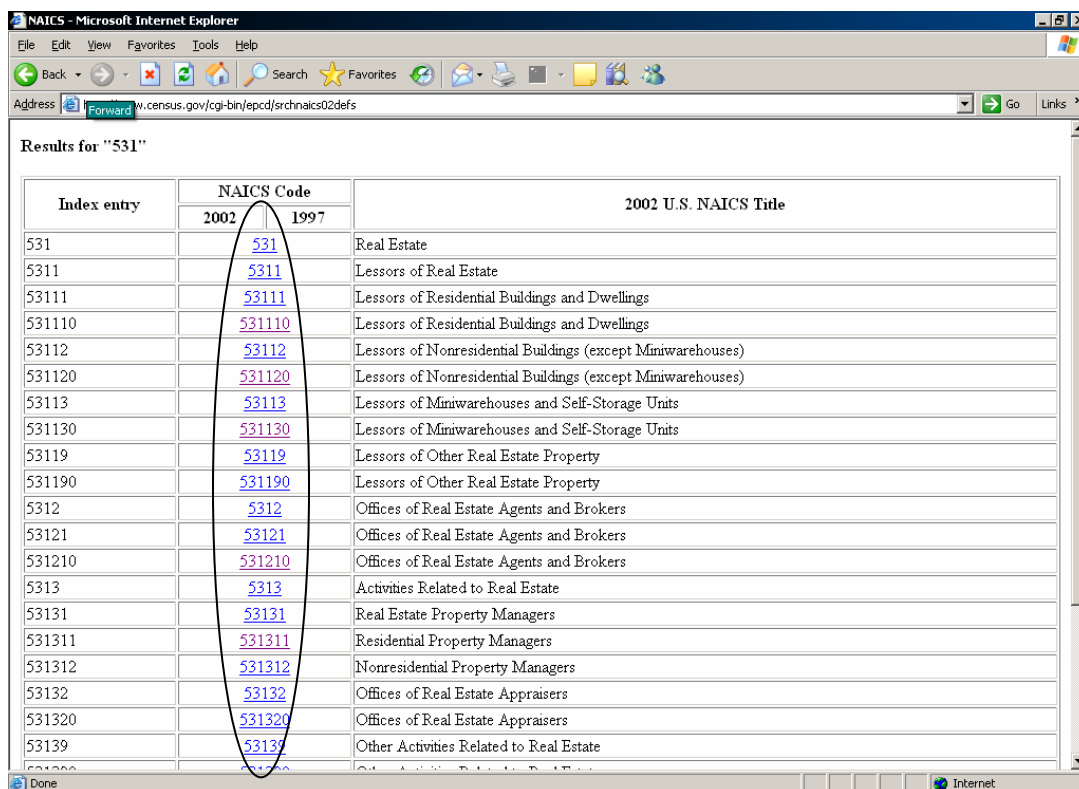 NAICS - Microsoft Internet Explorer
File Edit View Favorites Tools Help
Back Search Favorites
Address w.census.gov/cgi-bin/epcd/srchnaics02defs Go Links
Forward
Results for "531"
Index entry NAICS Code 2002 U.S. NAICS Title
2002 1997
531 531 Real Estate
5311 5311 Lessors of Real Estate
53111 53111 Lessors of Residential Buildings and Dwellings
531110 531110 Lessors of Residential Buildings and Dwellings
53112 53112 Lessors of Nonresidential Buildings (except Miniwarehouses)
531120 531120 Lessors of Nonresidential Buildings (except Miniwarehouses)
53113 53113 Lessors of Miniwarehouses and Self-Storage Units
531130 531130 Lessors of Miniwarehouses and Self-Storage Units
53119 53119 Lessors of Other Real Estate Property
531190 531190 Lessors of Other Real Estate Property
5312 5312 Offices of Real Estate Agents and Brokers
53121 53121 Offices of Real Estate Agents and Brokers
531210 531210 Offices of Real Estate Agents and Brokers
5313 5313 Activities Related to Real Estate
53131 53131 Real Estate Property Managers
531311 531311 Residential Property Managers
531312 531312 Nonresidential Property Managers
53132 53132 Offices of Real Estate Appraisers
531320 531320 Offices of Real Estate Appraisers
53139 53139 Other Activities Related to Real Estate
Done Internet